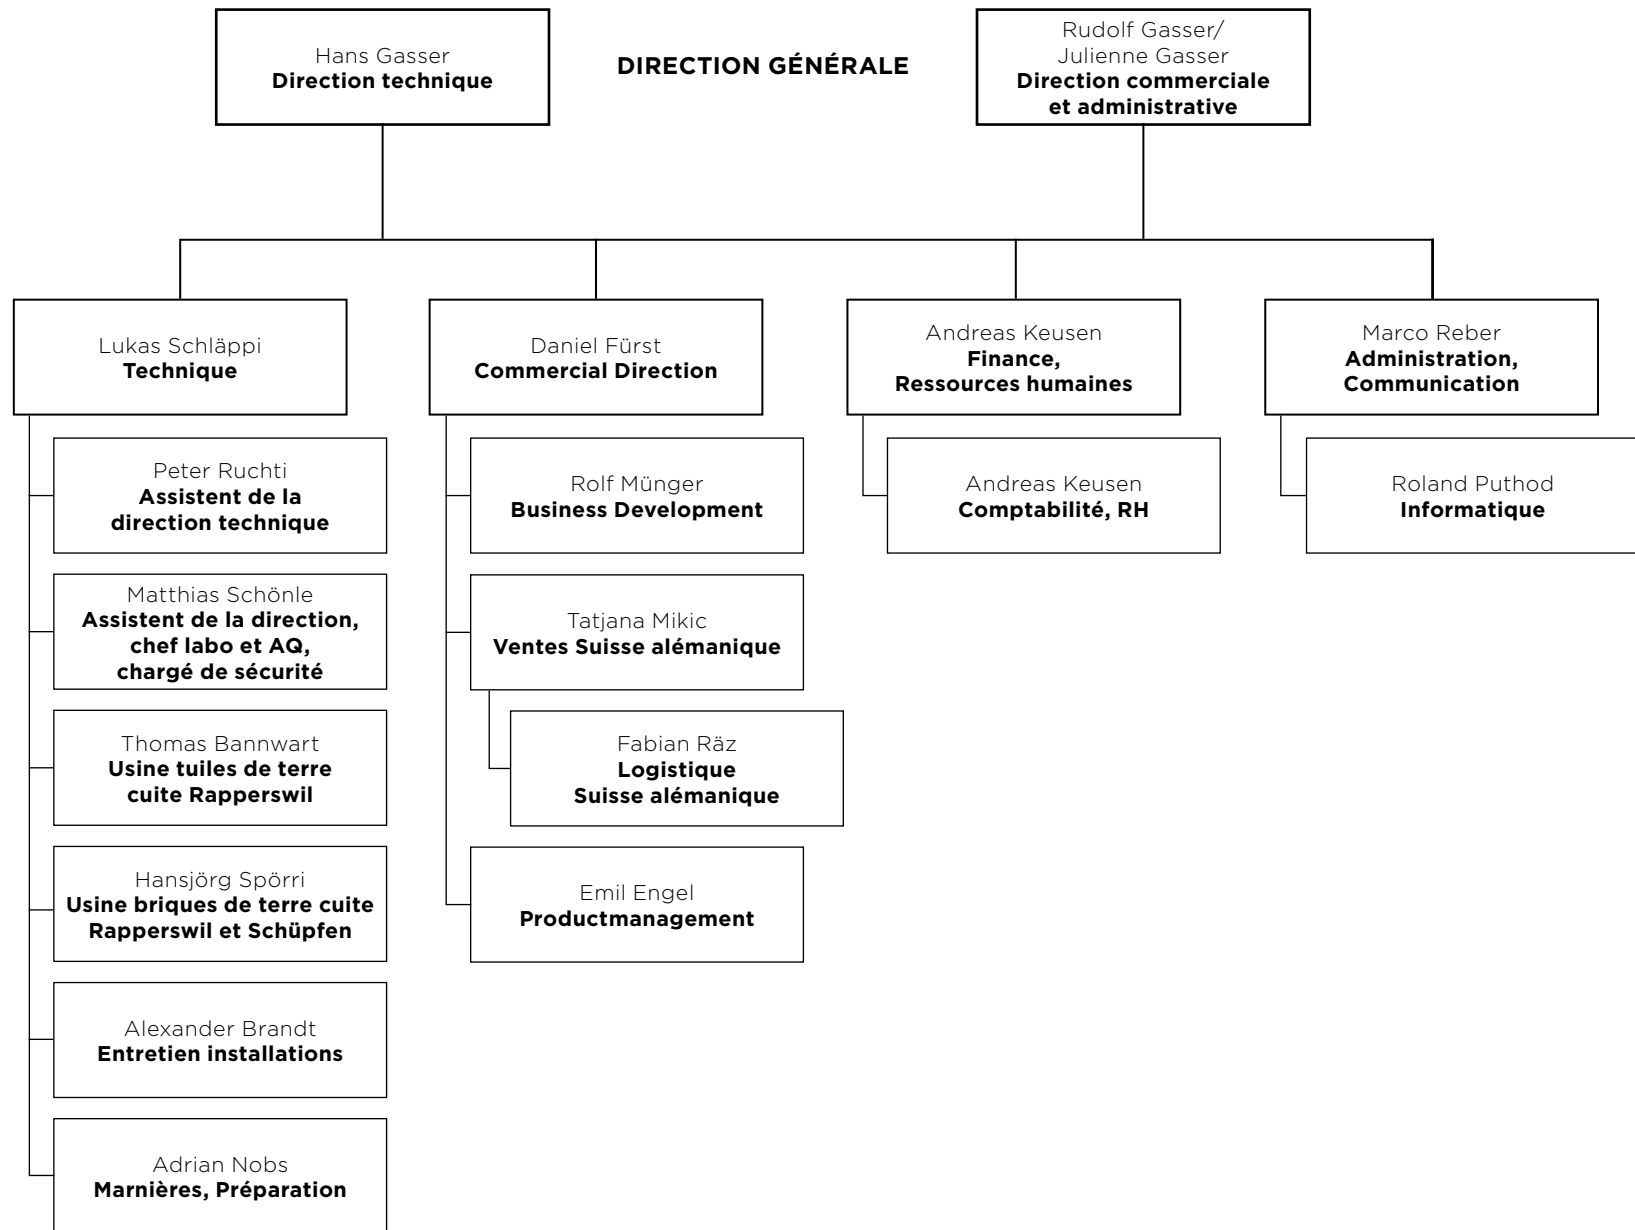 Hans Gasser
Direction technique
DIRECTION GÉNÉRALE
Rudolf Gasser/
Julienne Gasser
Direction commerciale
et administrative
Lukas Schläppi
Technique
Peter Ruchti
Assistent de la
direction technique
Matthias Schönle
Assistent de la direction,
chef labo et AQ,
chargé de sécurité
Thomas Bannwart
Usine tuiles de terre
cuite Rapperswil
Hansjörg Spörri
Usine briques de terre cuite
Rapperswil et Schüpfen
Alexander Brandt
Entretien installations
Adrian Nobs
Marnières, Préparation
Daniel Fürst
Commercial Direction
Rolf Münger
Business Development
Tatjana Mikic
Ventes Suisse alémanique
Fabian Räz
Logistique
Suisse alémanique
Emil Engel
Productmanagement
Andreas Keusen
Finance,
Ressources humaines
Andreas Keusen
Comptabilité, RH
Marco Reber
Administration,
Communication
Roland Puthod
Informatique